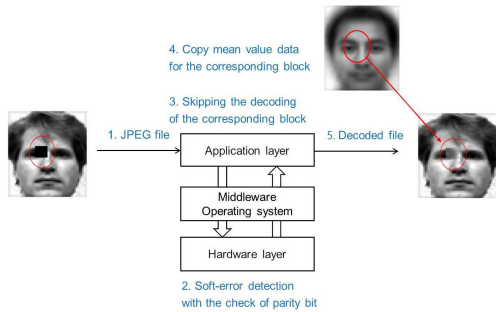 4. Copy mean value data
for the corresponding block
3. Skipping the decoding
of the corresponding block
1. JPEG file
5. Decoded file
Application layer
Middleware
Operating system
Hardware layer
2. Soft-error detection
with the check of parity bit